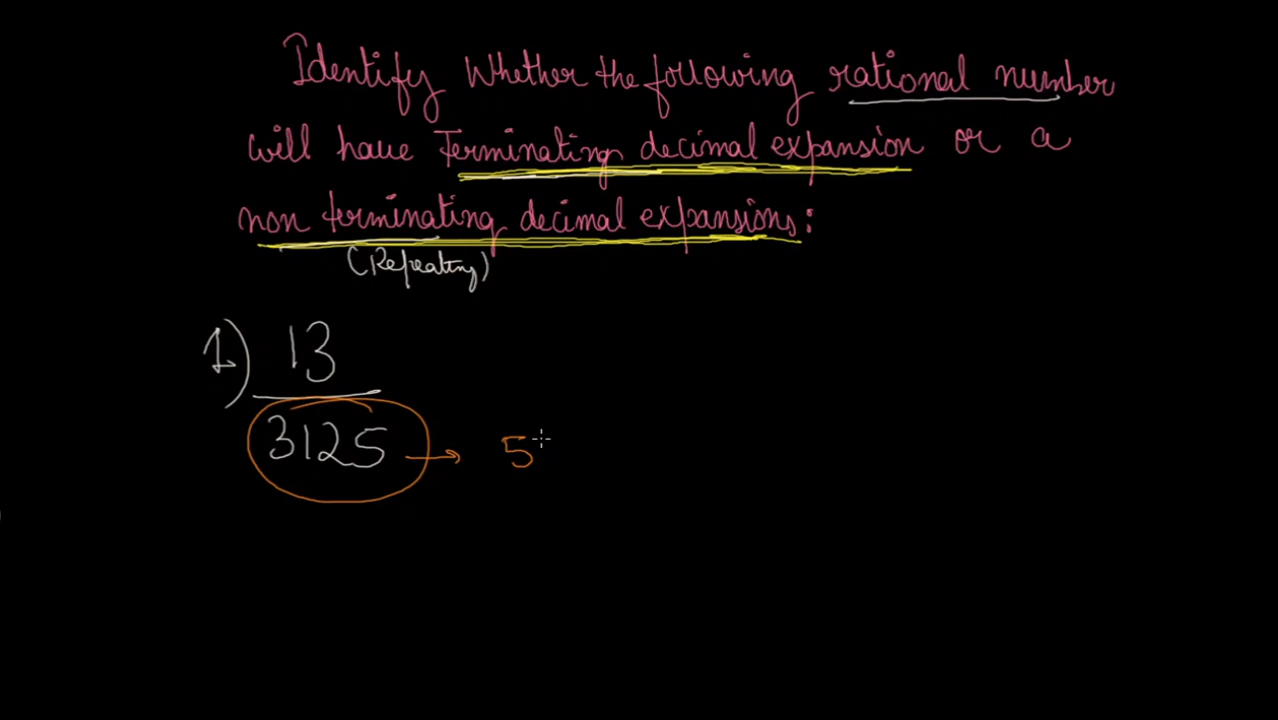 Identify Whether the following rational number
will have Terminating decimal expansion or a
non terminating decimal expansions:
(Repeating)
1) 13
3125 → 5